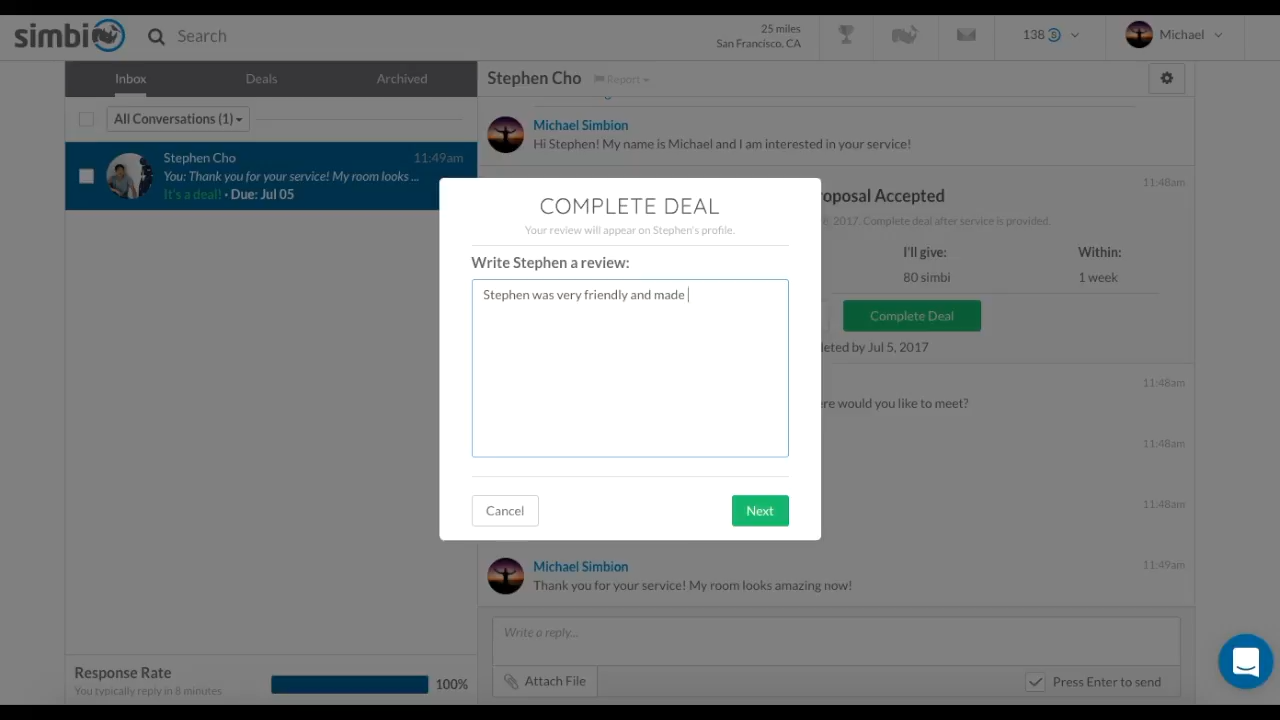 simbi
Search
25 miles
San Francisco, CA
138
Michael
Inbox
Deals
Archived
Stephen Cho
Report
All Conversations (1)
Stephen Cho
11:49am
You: Thank you for your service! My room looks ...
It's a deal! · Due: Jul 05
Michael Simbion
Hi Stephen! My name is Michael and I am interested in your service!
11:48am
oposal Accepted
2017. Complete deal after service is provided.
I'll give:
Within:
80 simbi
1 week
Complete Deal
leted by Jul 5, 2017
11:48am
ere would you like to meet?
11:48am
11:48am
COMPLETE DEAL
Your review will appear on Stephen's profile.
Write Stephen a review:
Stephen was very friendly and made
Cancel
Next
Michael Simbion
11:49am
Thank you for your service! My room looks amazing now!
Write a reply...
Attach File
Press Enter to send
Response Rate
You typically reply in 8 minutes
100%